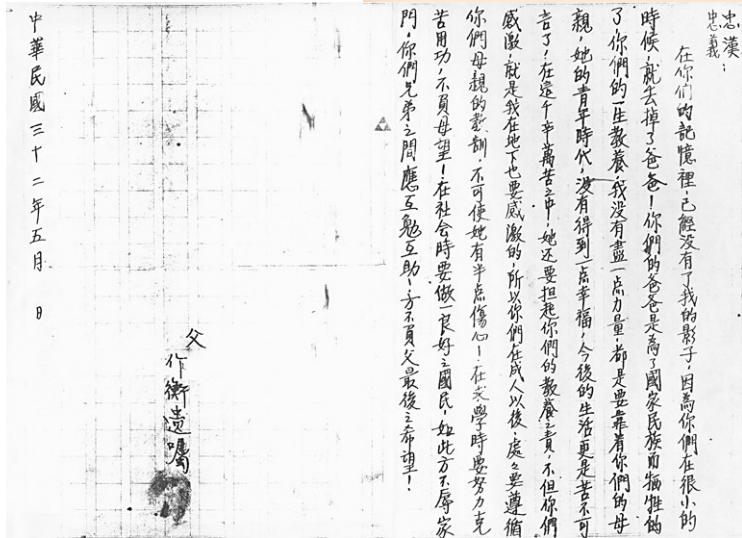 忠漢：
忠義
在你們的記憶裡，已經没有了我的影子，因為你們在很小的
時候，就去掉了爸爸！你們的爸爸是為了國家民族而犧牲的
了你們的一生教養，我没有盡一点力量，都是要靠着你們的母
親，她的青年時代，没有得到一点幸福，今後的生活更是苦不可
言了，在這千辛萬苦之中，她还要担起你們的教養之責，不但你們
感激，就是我在地下也要感激的，所以你們在成人以後，處々要遵循
你們母親的教訓，不可使她有半点傷心！在求學時要努力克
苦用功，不負母望！在社会時要做一良好之國民，如此方不辱家
門，你們兄弟之間應互勉互助，方不負父最後之希望！
父
作衡遺囑
中華民國三十二年五月 日